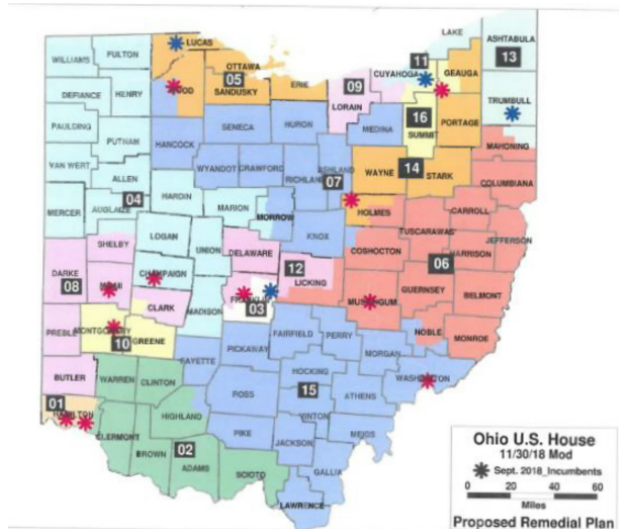 LAKE
ASHTABULA
LUCAS
WILLIAMS
FULTON
11
13
OTTAWA
CUYAHOGA
GEAUGA
05
09
DEFIANCE
HENRY
SANDUSKY
ERIE
TRUMBULL
LORAIN
16
PAULDING
SENECA
HURON
MEDINA
SUMMIT
PORTAGE
PUTNAM
HANCOCK
MAHONING
VAN WERT
WYANDOT
CRAWFORD
ASHLAND
14
ALLEN
RICHLAND
07
WAYNE
STARK
COLUMBIANA
04
HARDIN
MERCER
AUGLAIZE
MARION
HOLMES
CARROLL
MORROW
LOGAN
KNOX
TUSCARAWAS
JEFFERSON
SHELBY
UNION
DELAWARE
COSHOCTON
HARRISON
06
DARKE
CHAMPAIGN
12
LICKING
08
GUERNSEY
BELMONT
CLARK
MADISON
03
NOBLE
MONTGOMERY
PREBLE
10
GREENE
FAIRFIELD
PERRY
MONROE
PICKAWAY
MORGAN
FAYETTE
BUTLER
WARREN
CLINTON
HOCKING
WASHINGTON
01
ROSS
15
ATHENS
HAMILTON
HIGHLAND
VINTON
CLERMONT
PIKE
MEIGS
02
JACKSON
BROWN
ADAMS
SCIOTO
GALLIA
LAWRENCE
Ohio U.S. House
11/30/18 Mod
Sept. 2018_Incumbents
0 20 40 60
Miles
Proposed Remedial Plan